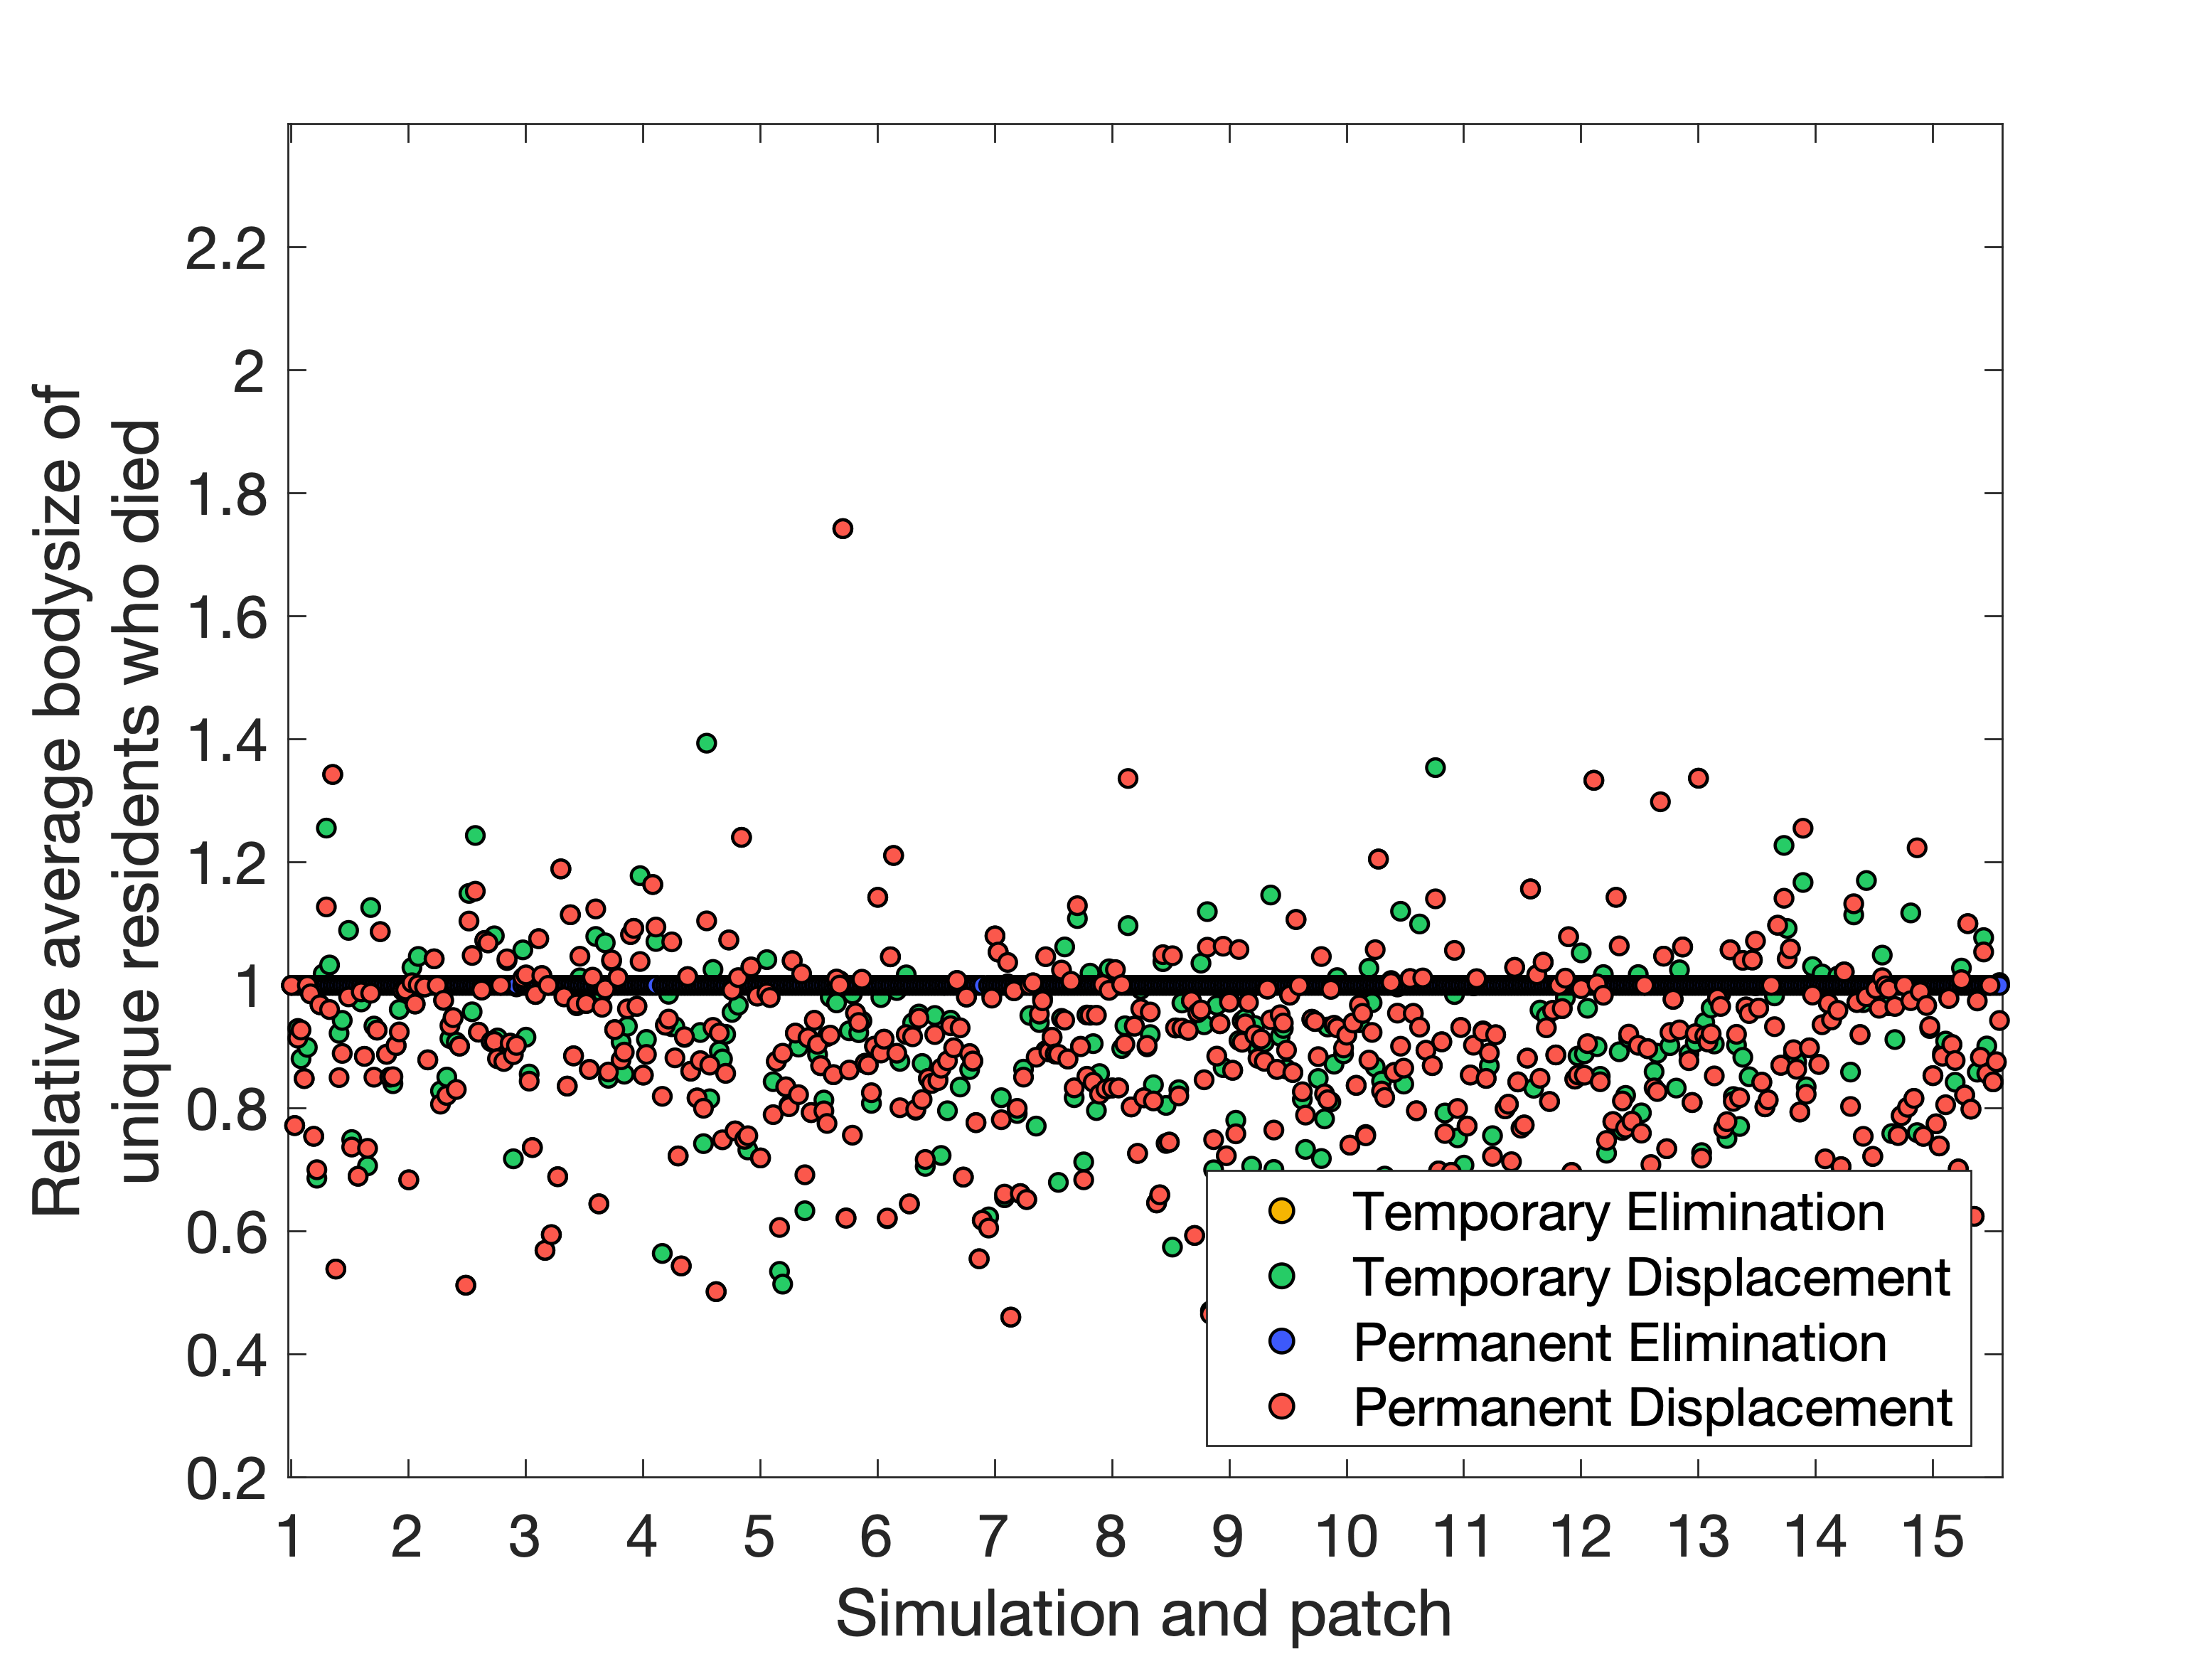 Relative average bodysize of
unique residents who died
2.2
2
1.8
1.6
1.4
1.2
1
0.8
0.6
0.4
0.2
Temporary Elimination
Temporary Displacement
Permanent Elimination
Permanent Displacement
1 2 3 4 5 6 7 8 9 10 11 12 13 14 15
Simulation and patch